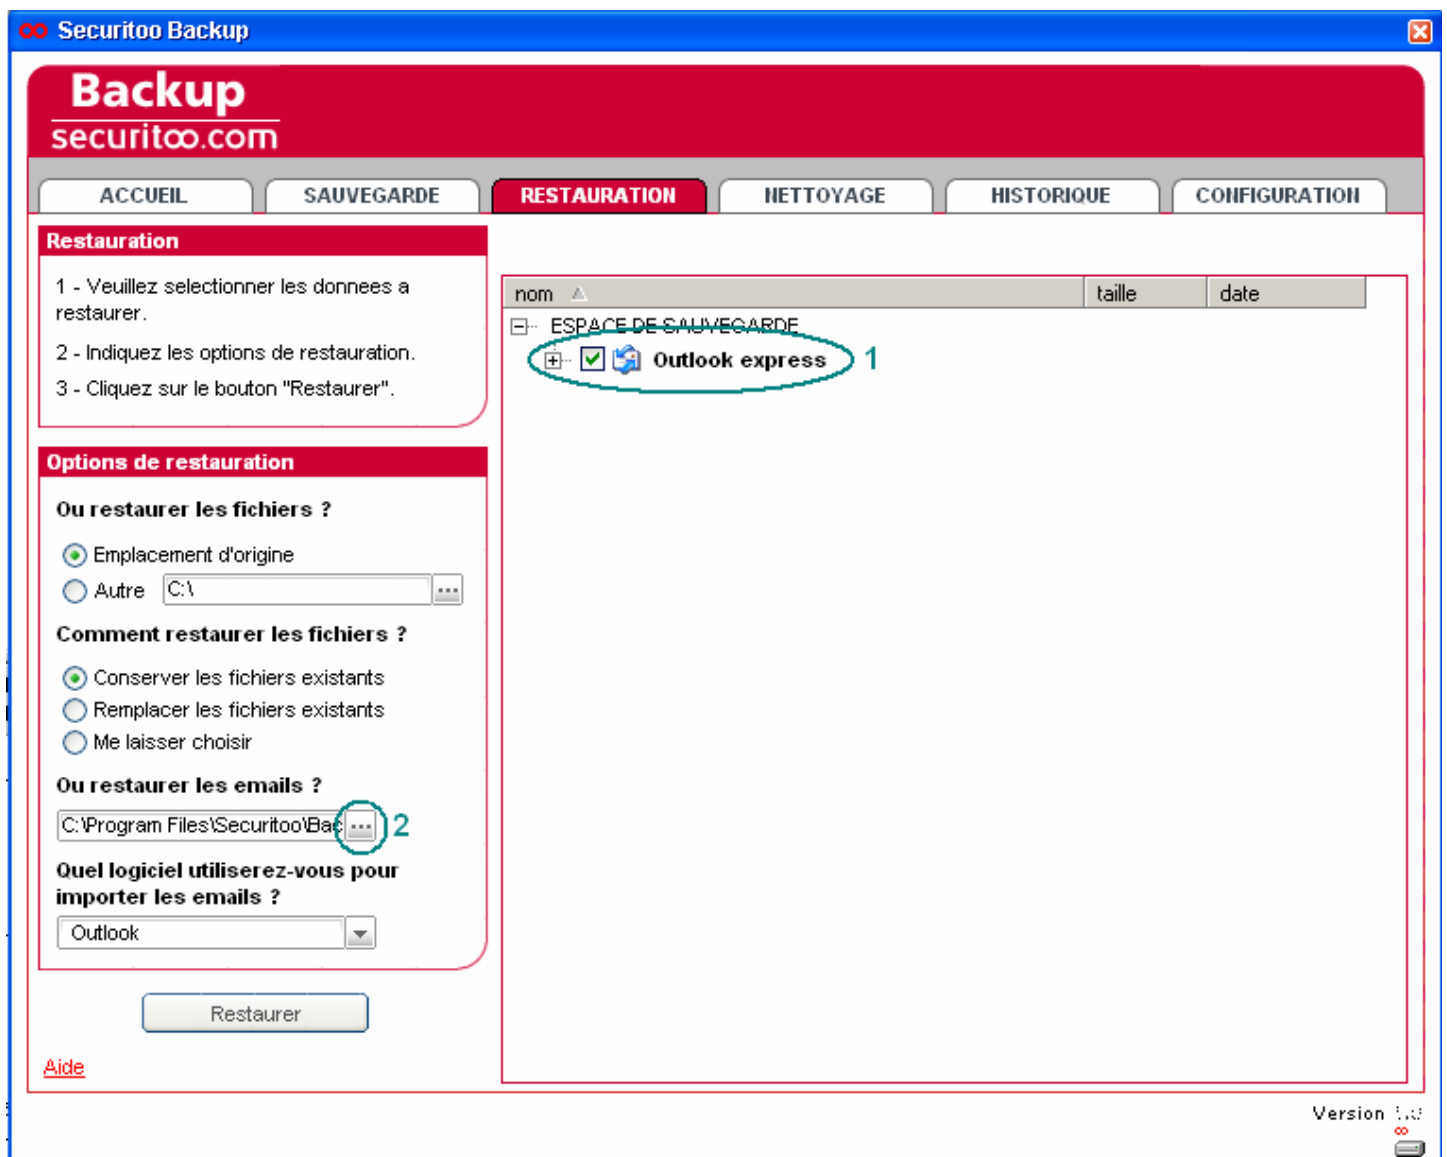 Securitoo Backup
Backup
securitoo.com
ACCUEIL
SAUVEGARDE
RESTAURATION
NETTOYAGE
HISTORIQUE
CONFIGURATION
Restauration
1 - Veuillez selectionner les donnees a
restaurer.
2 - Indiquez les options de restauration.
3 - Cliquez sur le bouton "Restaurer".
Options de restauration
Ou restaurer les fichiers ?
Emplacement d'origine
Autre C:\ ...
Comment restaurer les fichiers ?
Conserver les fichiers existants
Remplacer les fichiers existants
Me laisser choisir
Ou restaurer les emails ?
C:\Program Files\Securitoo\Bac ... 2
Quel logiciel utiliserez-vous pour
importer les emails ?
Outlook
Restaurer
Aide
nom taille date
ESPACE DE SAUVEGARDE
Outlook express 1
Version